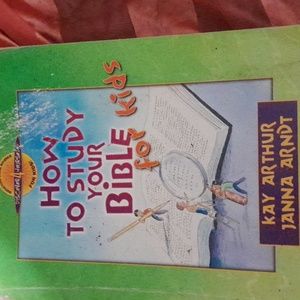 HOW
TO STUDY
YOUR
BIBLE
for kids
KAY ARTHUR
JANNA ARNDT